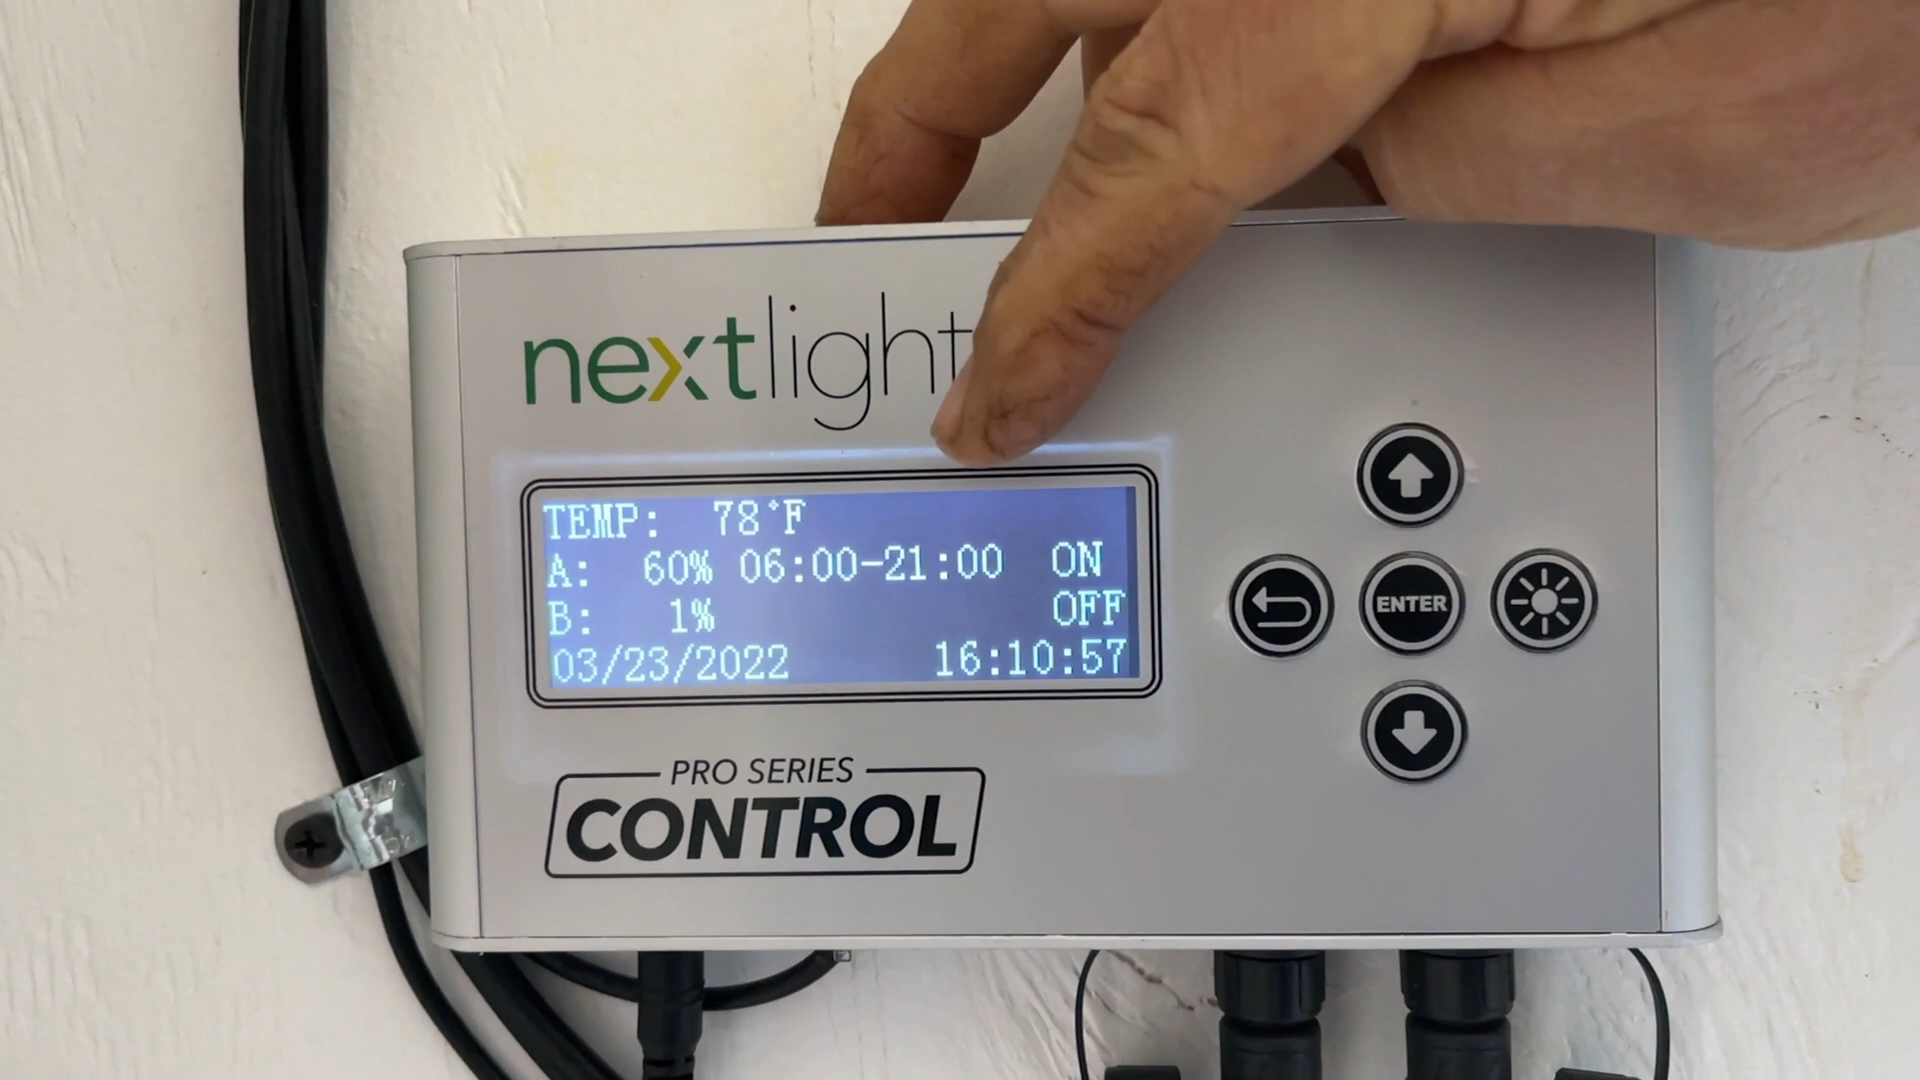 nextlight
TEMP: 78°F
A: 60% 06:00-21:00 ON
B: 1% OFF
03/23/2022 16:10:57
ENTER
PRO SERIES
CONTROL